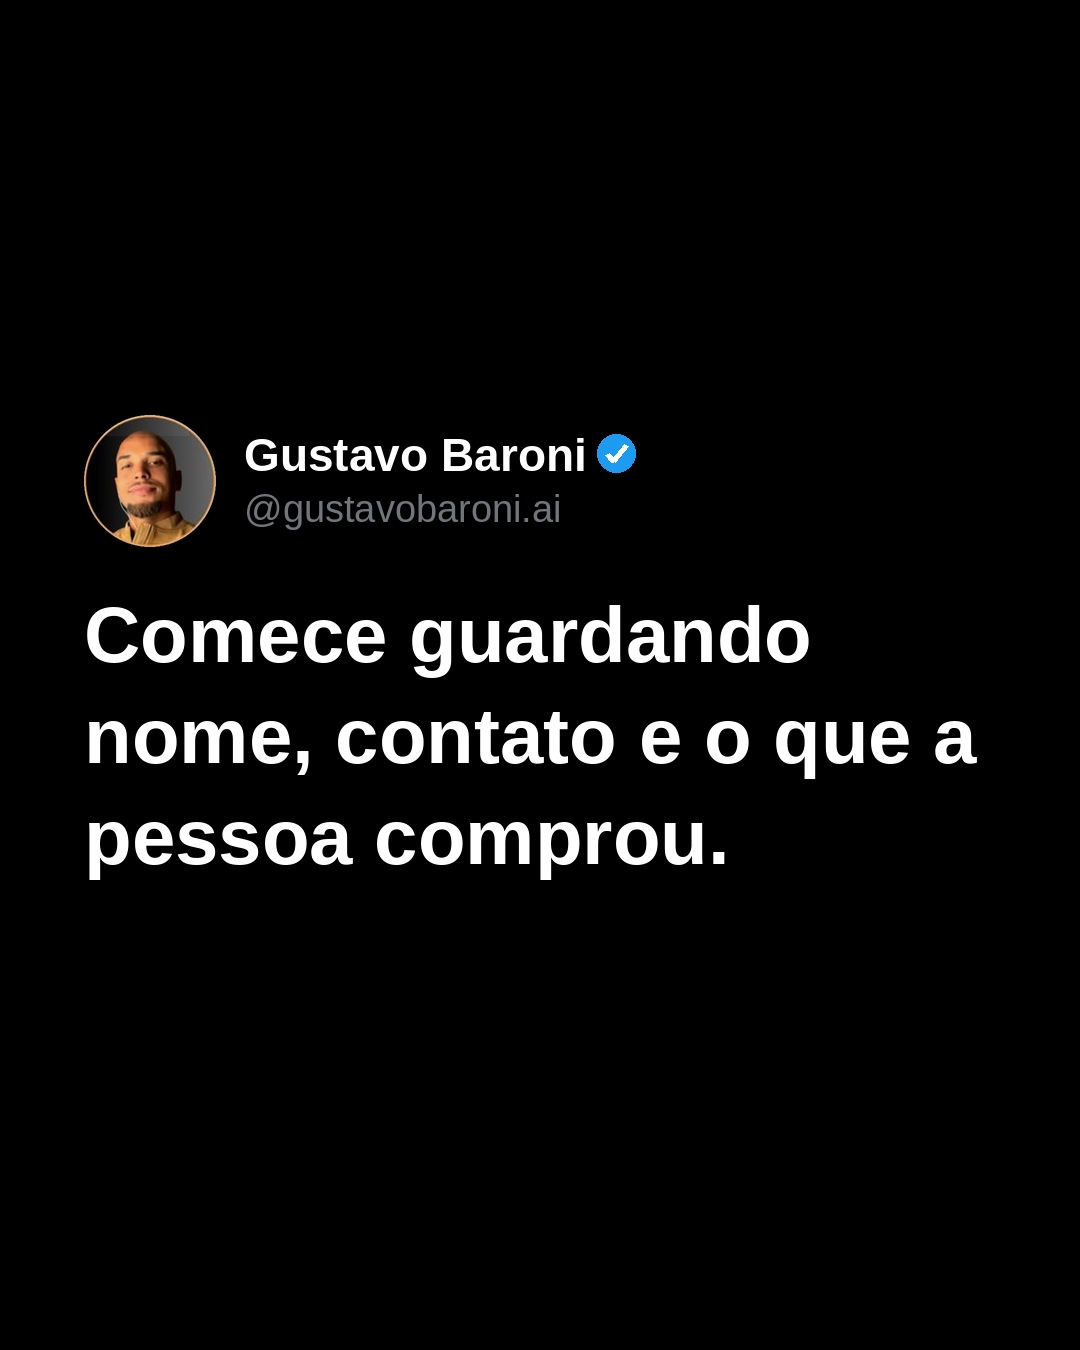 Gustavo Baroni
@gustavobaroni.ai
Comece guardando
nome, contato e o que a
pessoa comprou.